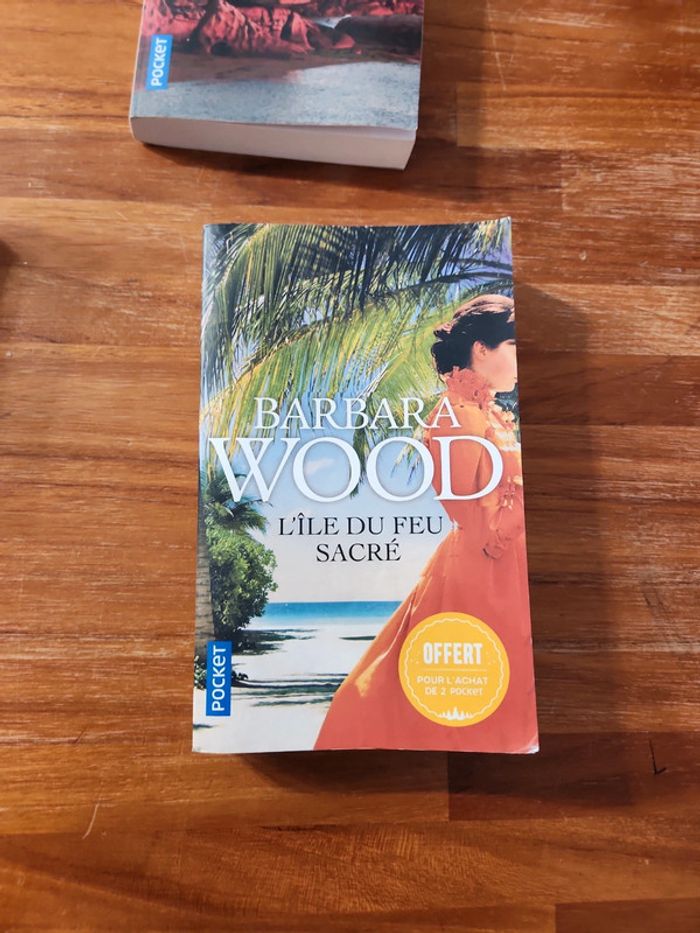 POCKET
BARBARA
WOOD
L'ÎLE DU FEU
SACRÉ
POCKET
OFFERT
POUR L'ACHAT
DE 2 POCKET